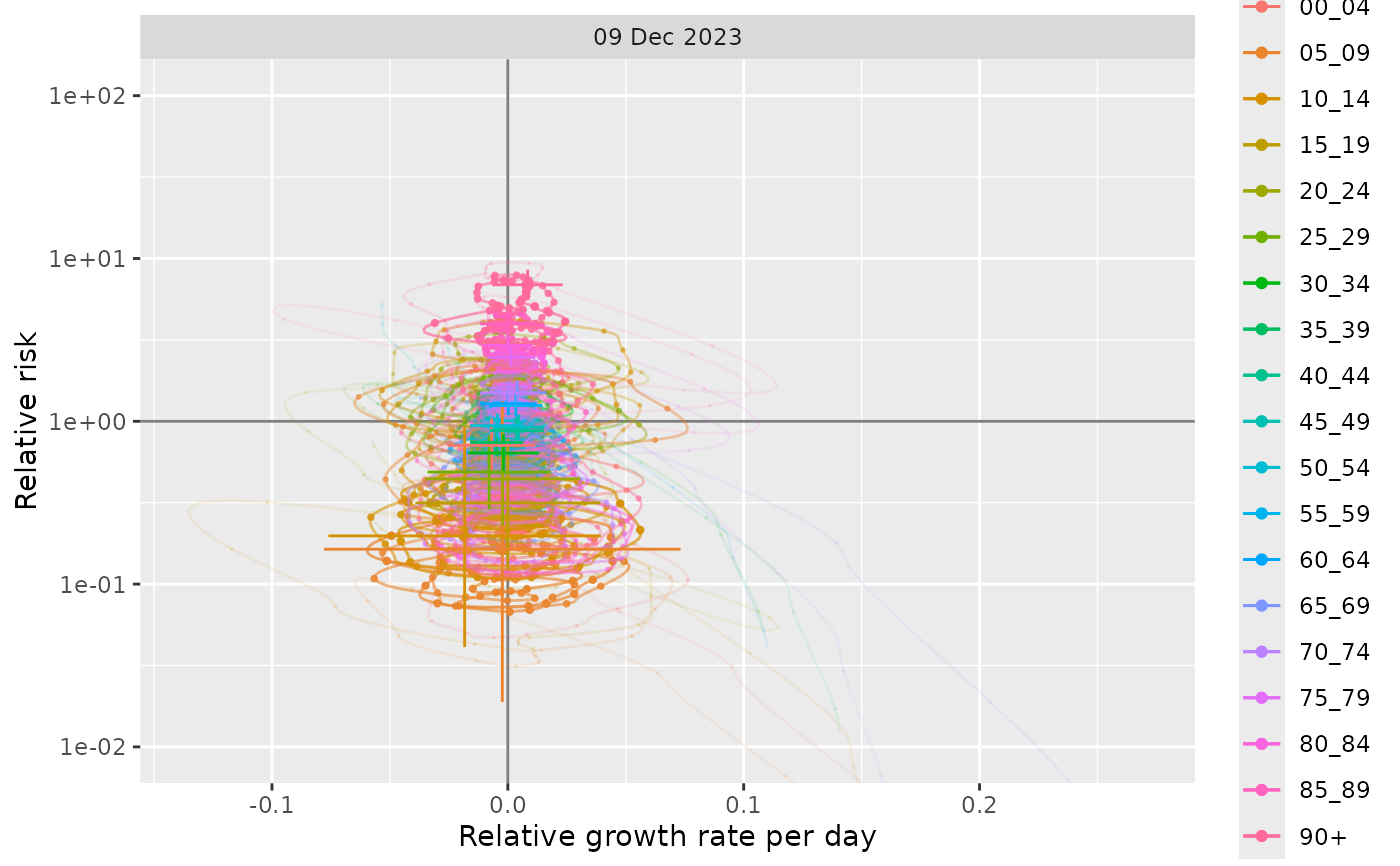 09 Dec 2023
1e+02
1e+01
1e+00
1e-01
1e-02
Relative risk
-0.1
0.0
0.1
0.2
Relative growth rate per day
00_04
05_09
10_14
15_19
20_24
25_29
30_34
35_39
40_44
45_49
50_54
55_59
60_64
65_69
70_74
75_79
80_84
85_89
90+